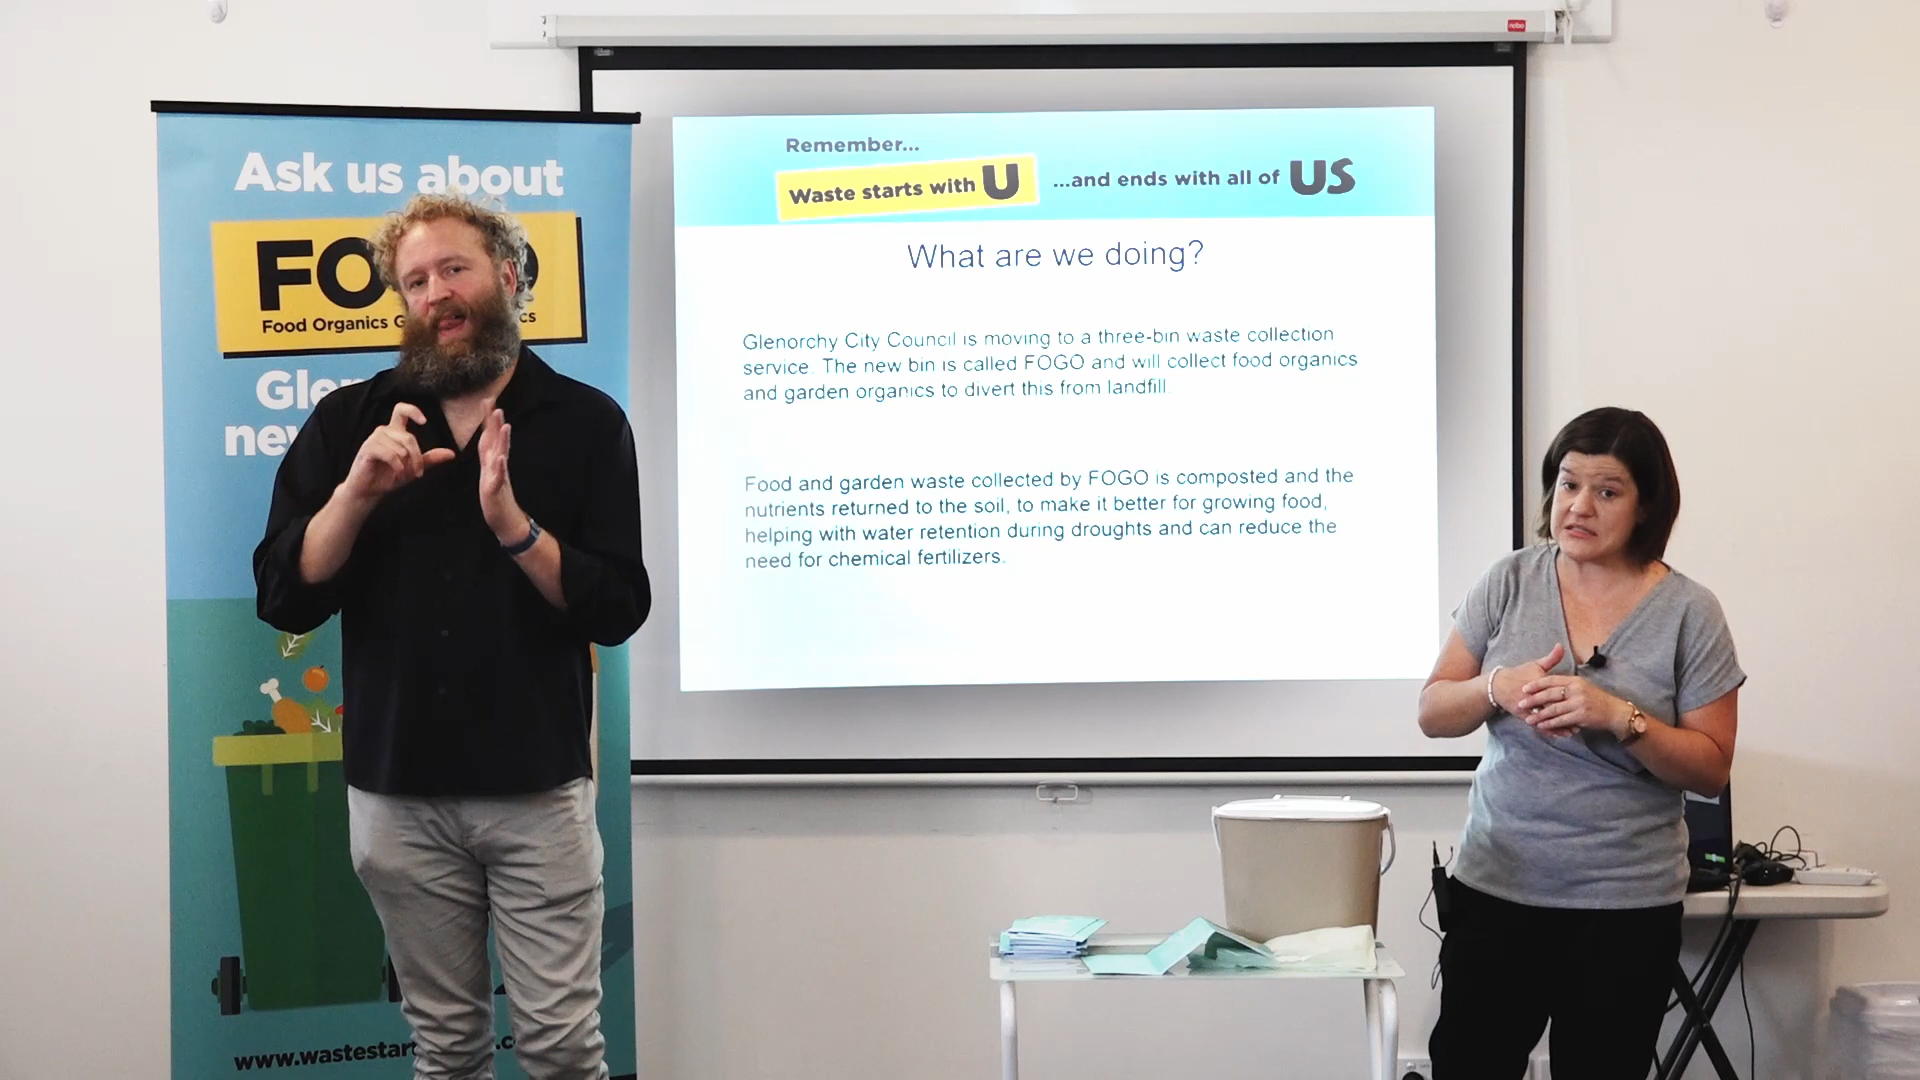 Ask us about
FO
Food Organics G
cs
Gle
new
www.wastestar
nobo
Remember...
Waste starts with U ...and ends with all of US
What are we doing?
Glenorchy City Council is moving to a three-bin waste collection
service. The new bin is called FOGO and will collect food organics
and garden organics to divert this from landfill.
Food and garden waste collected by FOGO is composted and the
nutrients returned to the soil, to make it better for growing food,
helping with water retention during droughts and can reduce the
need for chemical fertilizers.